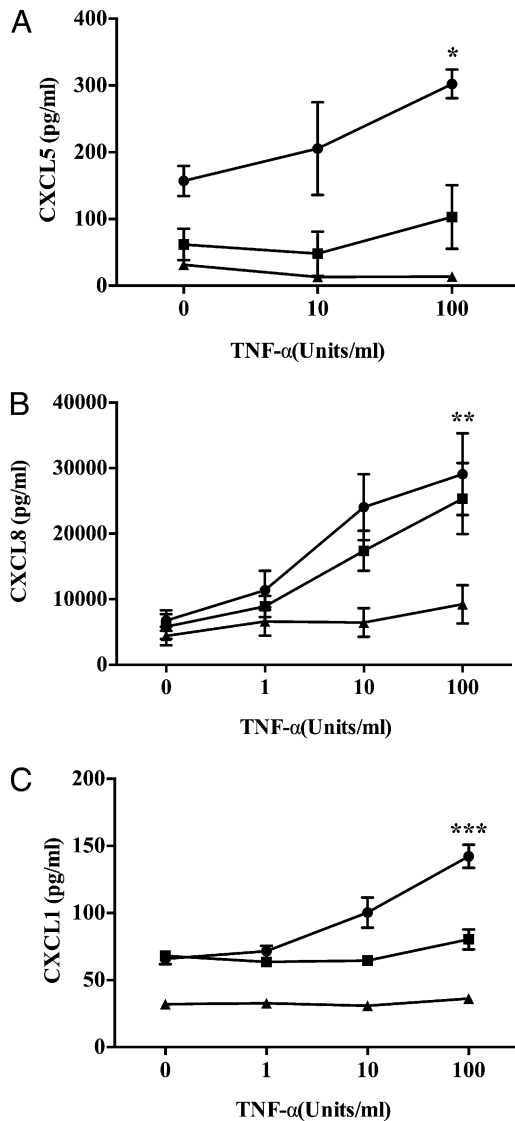 A
400
*
300
200
100
0
CXCL5 (pg/ml)
0 10 100
TNF-α(Units/ml)
B
40000
**
30000
20000
10000
0
CXCL8 (pg/ml)
0 1 10 100
TNF-α(Units/ml)
C
200
***
150
100
50
0
CXCL1 (pg/ml)
0 1 10 100
TNF-α(Units/ml)